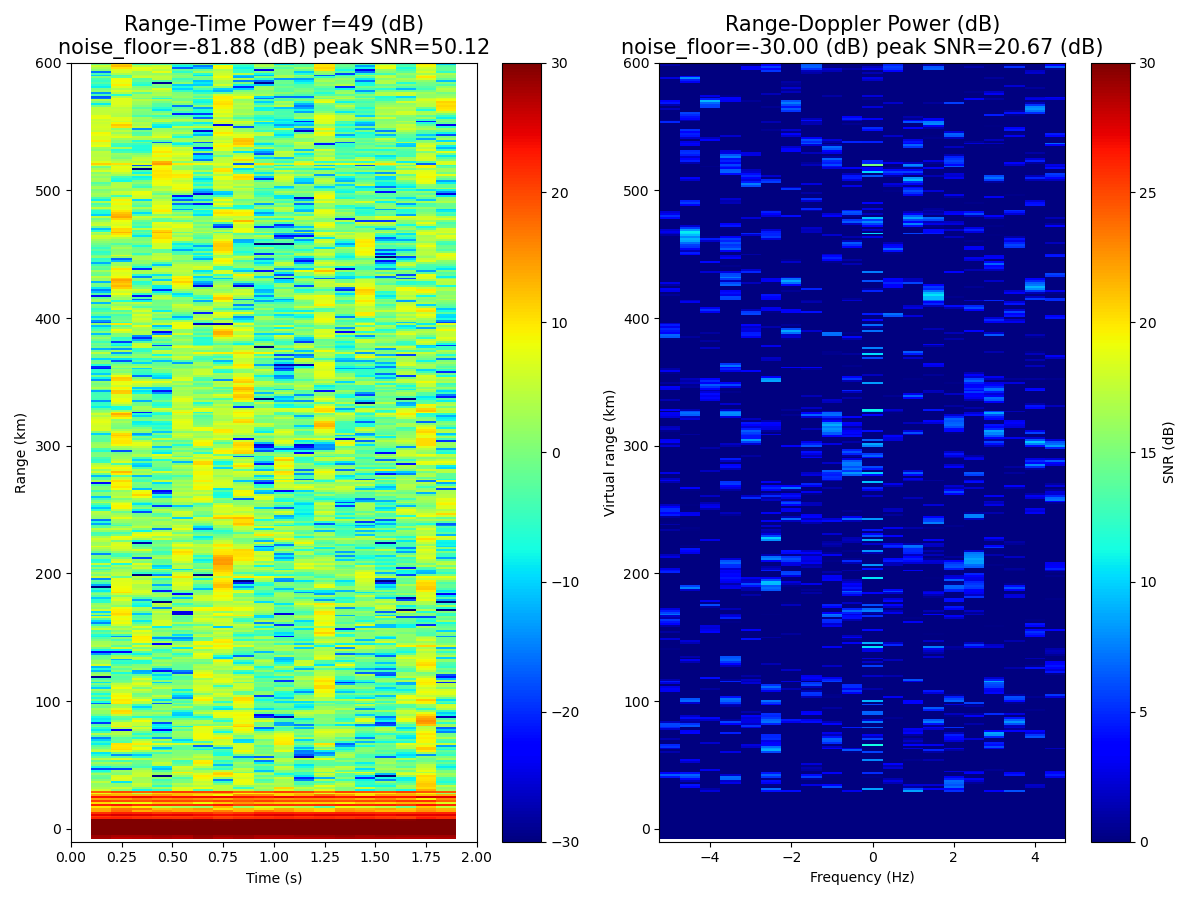 Range-Time Power f=49 (dB)
noise_floor=-81.88 (dB) peak SNR=50.12
600
500
400
300
200
100
0
Range (km)
0.00 0.25 0.50 0.75 1.00 1.25 1.50 1.75 2.00
Time (s)
30
20
10
0
−10
−20
−30
Range-Doppler Power (dB)
noise_floor=-30.00 (dB) peak SNR=20.67 (dB)
600
500
400
300
200
100
0
Virtual range (km)
−4 −2 0 2 4
Frequency (Hz)
30
25
20
15
10
5
0
SNR (dB)